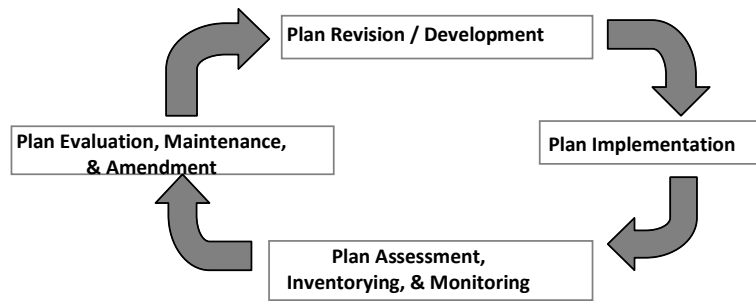 Plan Revision / Development
Plan Evaluation, Maintenance,
& Amendment
Plan Implementation
Plan Assessment,
Inventorying, & Monitoring